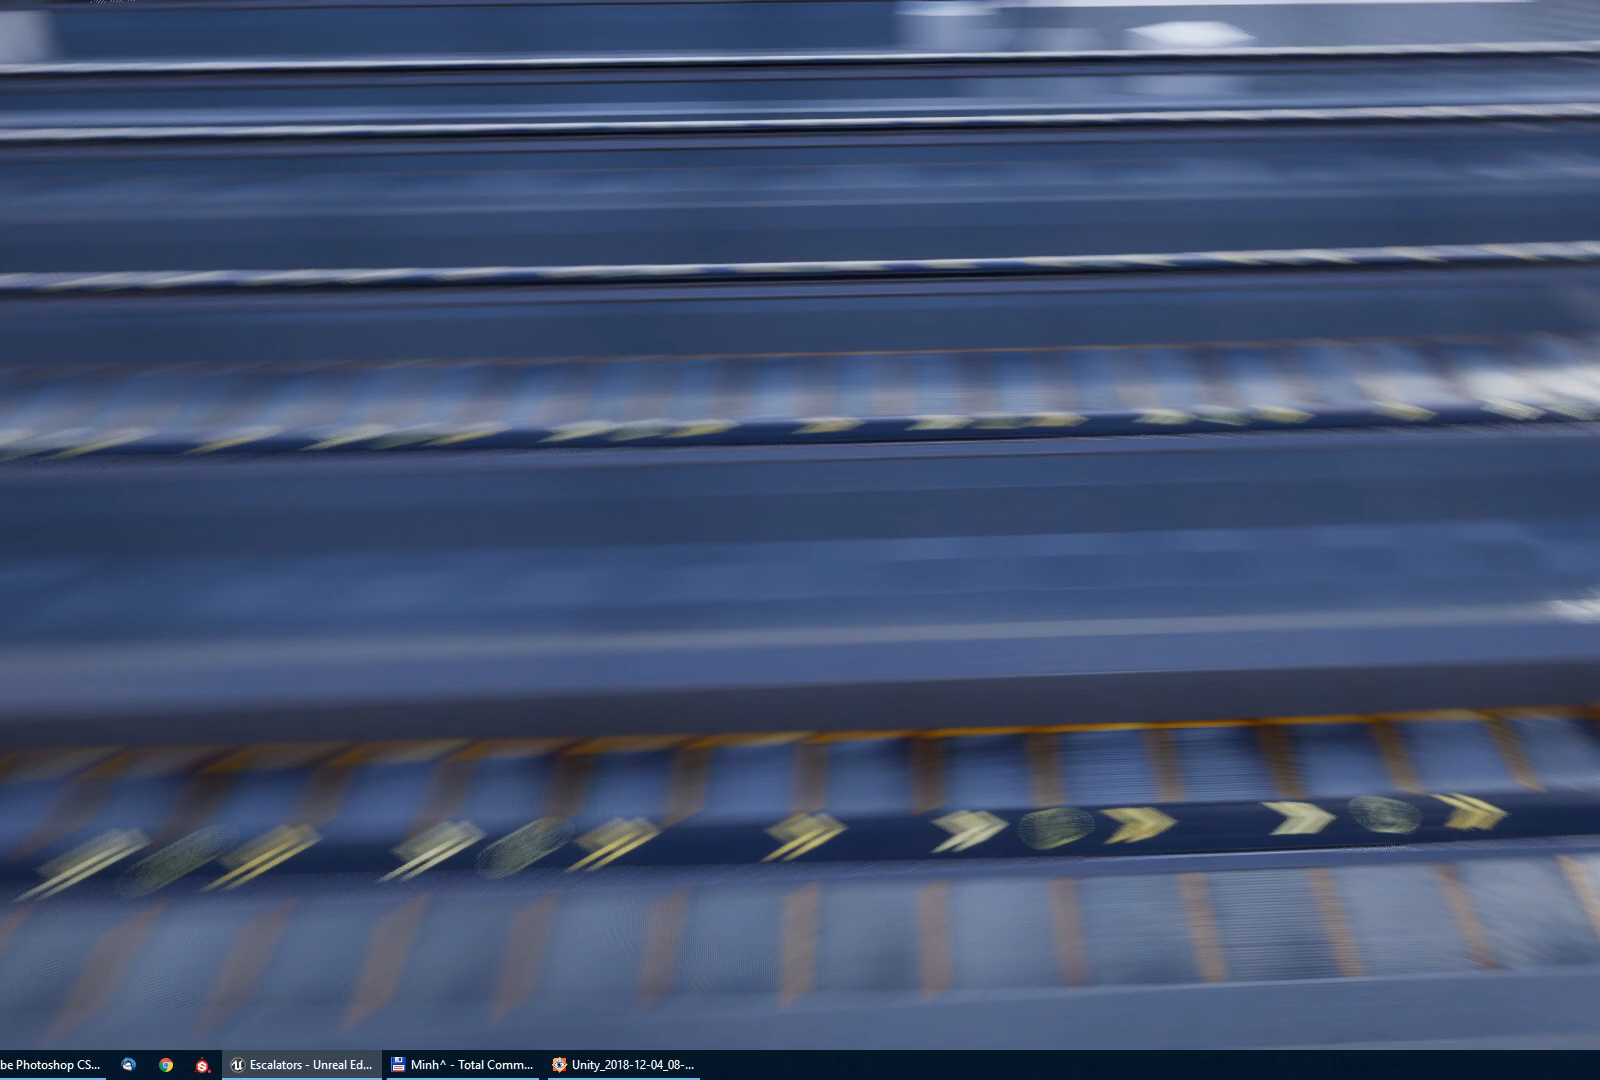 be Photoshop CS...
Escalators - Unreal Ed...
Minh^ - Total Comm...
Unity_2018-12-04_08-...